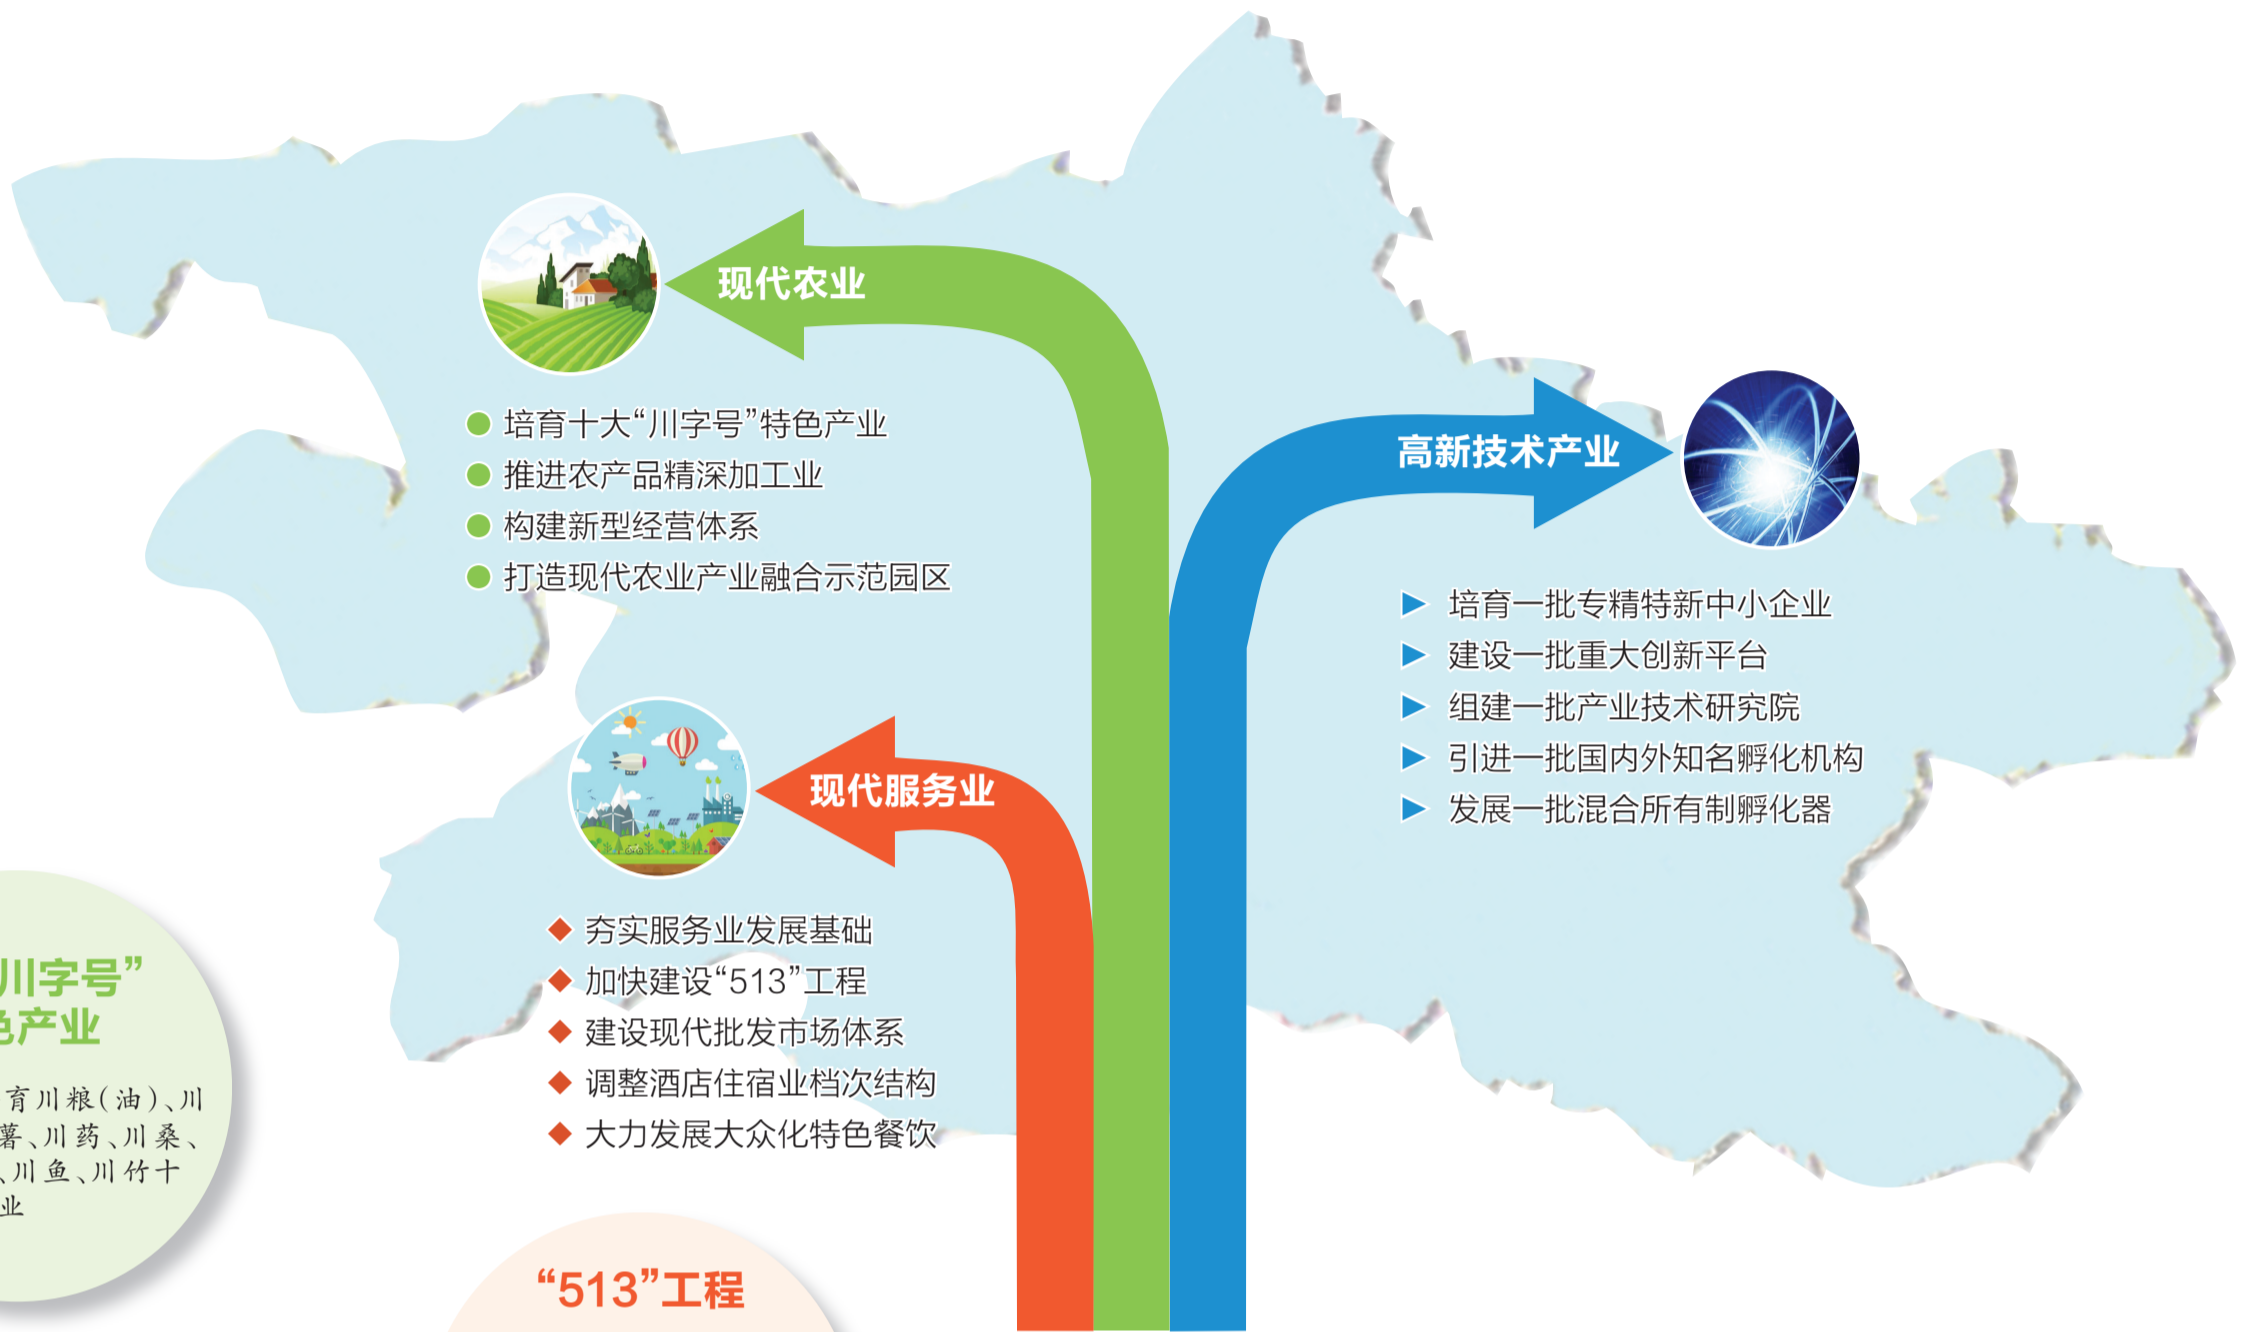 现代农业
培育十大“川字号”特色产业
推进农产品精深加工业
构建新型经营体系
打造现代农业产业融合示范园区
高新技术产业
培育一批专精特新中小企业
建设一批重大创新平台
组建一批产业技术研究院
引进一批国内外知名孵化机构
发展一批混合所有制孵化器
现代服务业
夯实服务业发展基础
加快建设“513”工程
建设现代批发市场体系
调整酒店住宿业档次结构
大力发展大众化特色餐饮
川字号”
色产业
育川粮(油)、川
薯、川药、川桑、
、川鱼、川竹十
业
“513”工程